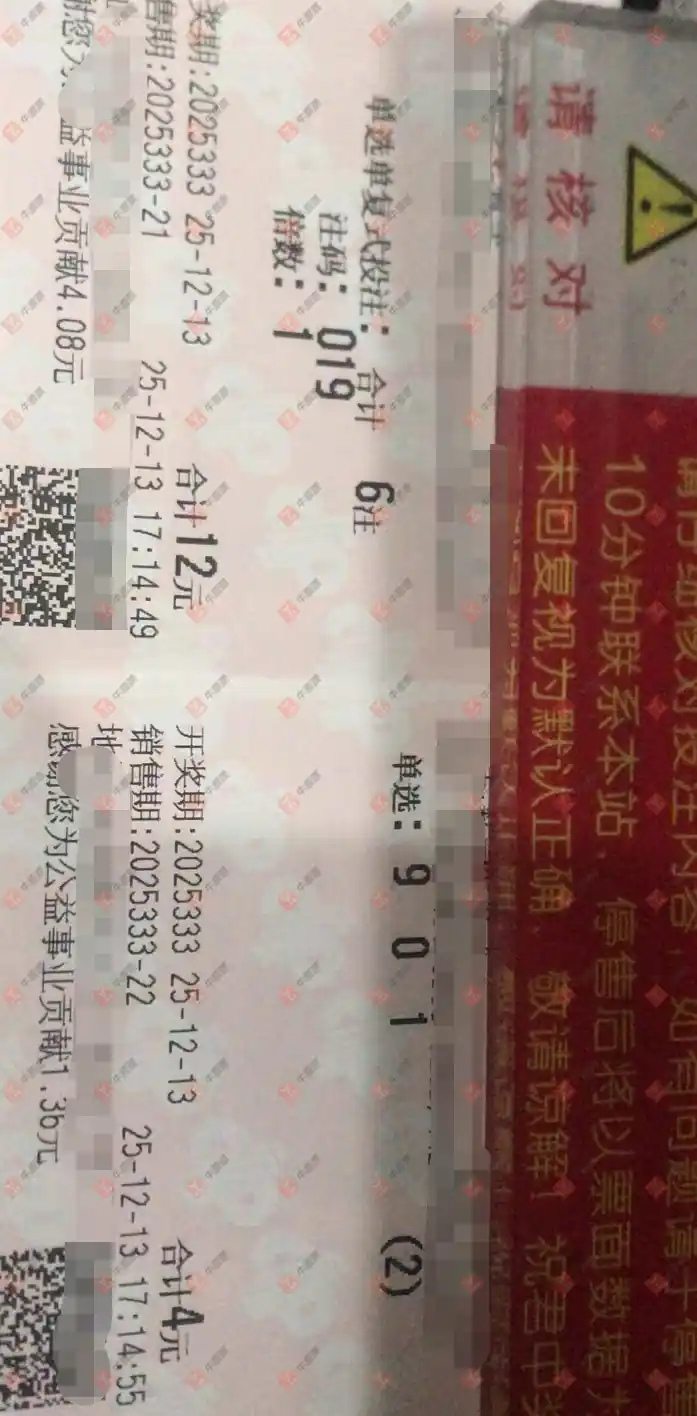 单选单复式投注: 合计 6注
注码: 019
倍数: 1
合计12元
奖期:2025333 25-12-13
售期:2025333-21 25-12-13 17:14:49
益事业贡献4.08元
单选: 9 0 1 (2)
合计4元
开奖期:2025333 25-12-13
销售期:2025333-22 25-12-13 17:14:55
地
感谢您为公益事业贡献1.36元
请核对
10分钟联系本站,停售后将以票面数据
未回复视为默认正确,敬请谅解!祝君中